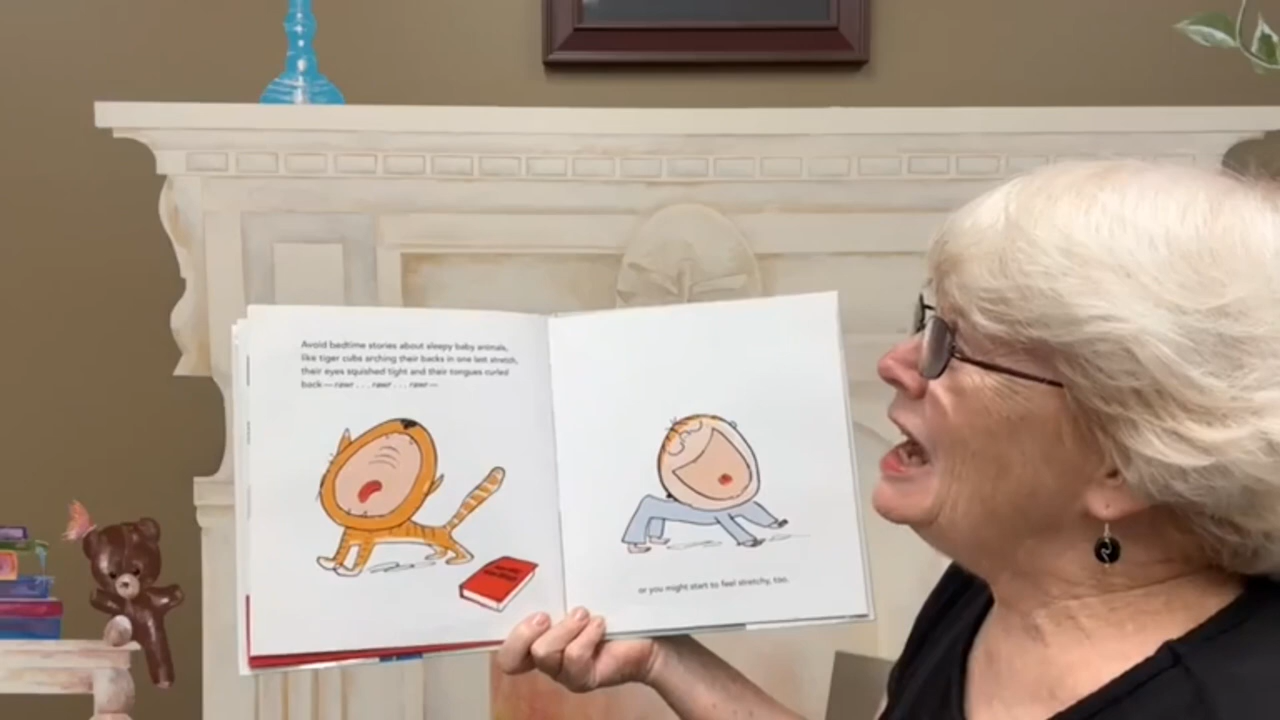 Avoid bedtime stories about sleepy baby animals,
like tiger cubs arching their backs in one last stretch,
their eyes squished tight and their tongues curled
back — rawr . . . rawr . . . rawr —
or you might start to feel stretchy, too.